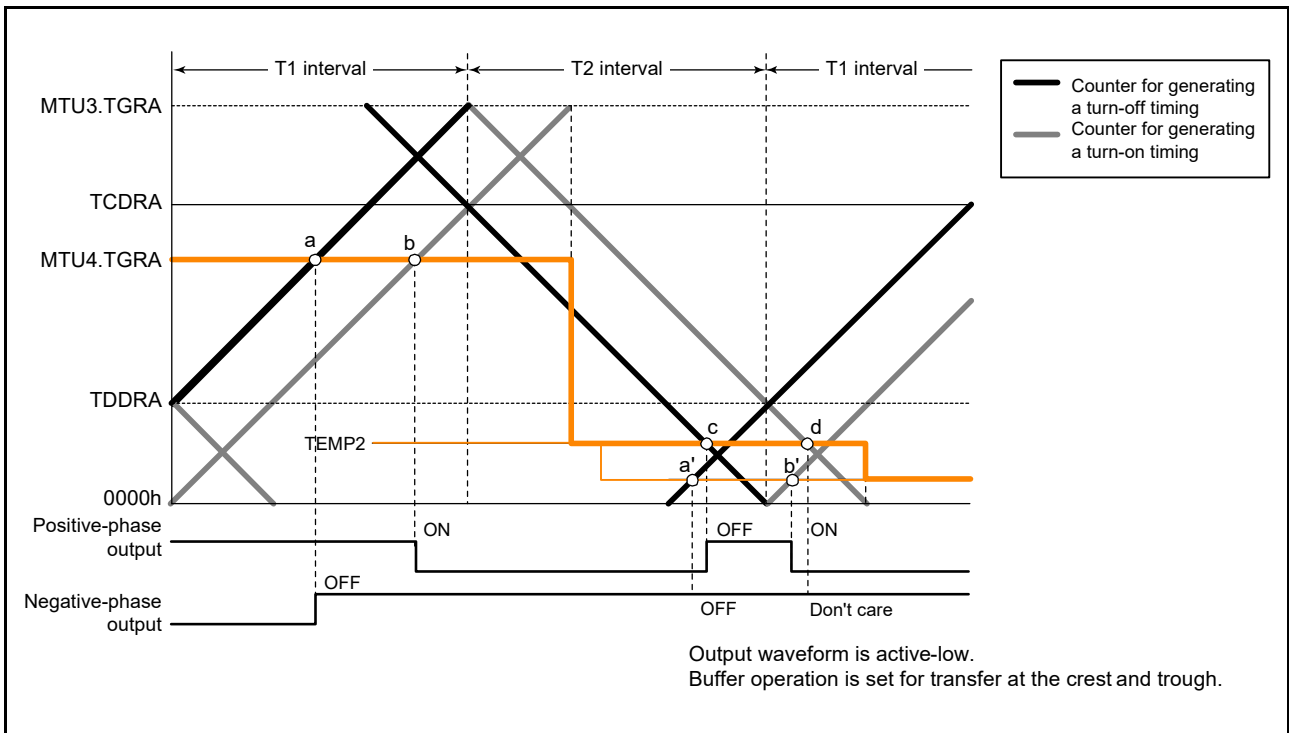 T1 interval
T2 interval
T1 interval
Counter for generating
a turn-off timing
Counter for generating
a turn-on timing
MTU3.TGRA
TCDRA
a
b
MTU4.TGRA
TDDRA
TEMP2
c
d
a'
b'
0000h
Positive-phase
output
ON
OFF
ON
OFF
Negative-phase
output
OFF
Don't care
Output waveform is active-low.
Buffer operation is set for transfer at the crest and trough.